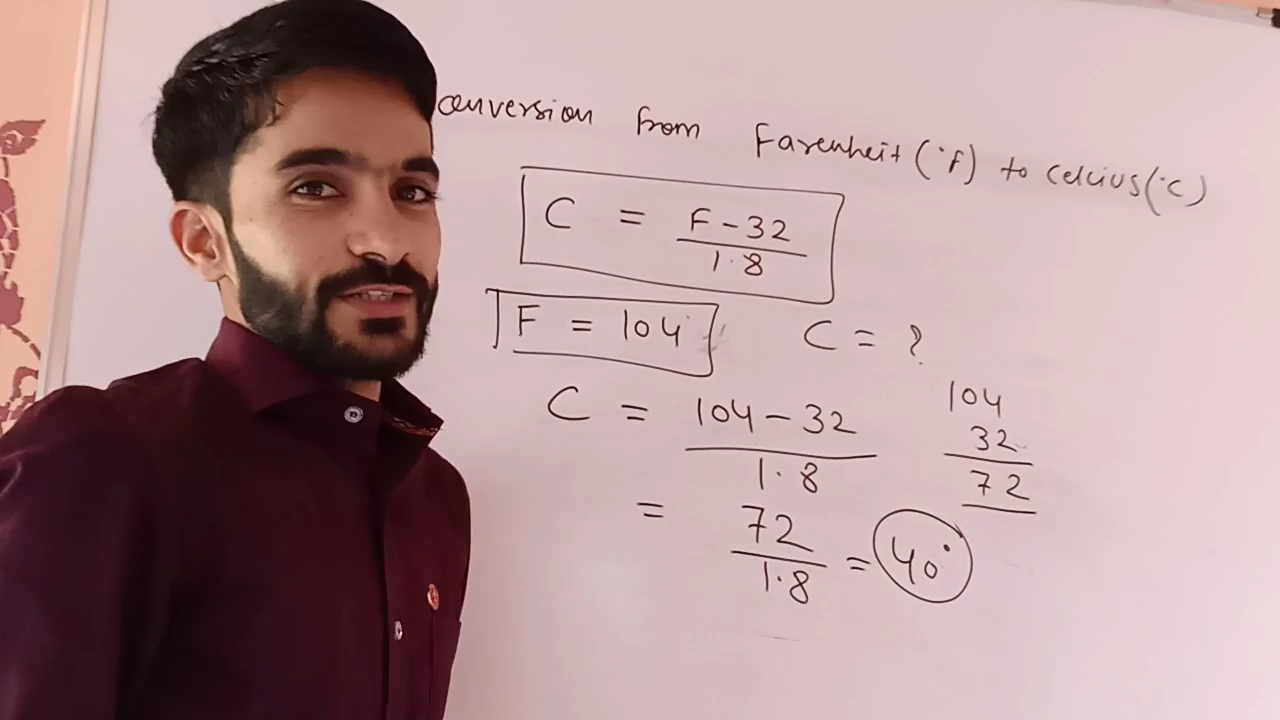 onversion from Farenheit (°F) to Celcius (°C)
C = F - 32
1.8
F = 104 C = ?
C = 104 - 32
1.8
104
32
72
= 72
1.8
= 40°